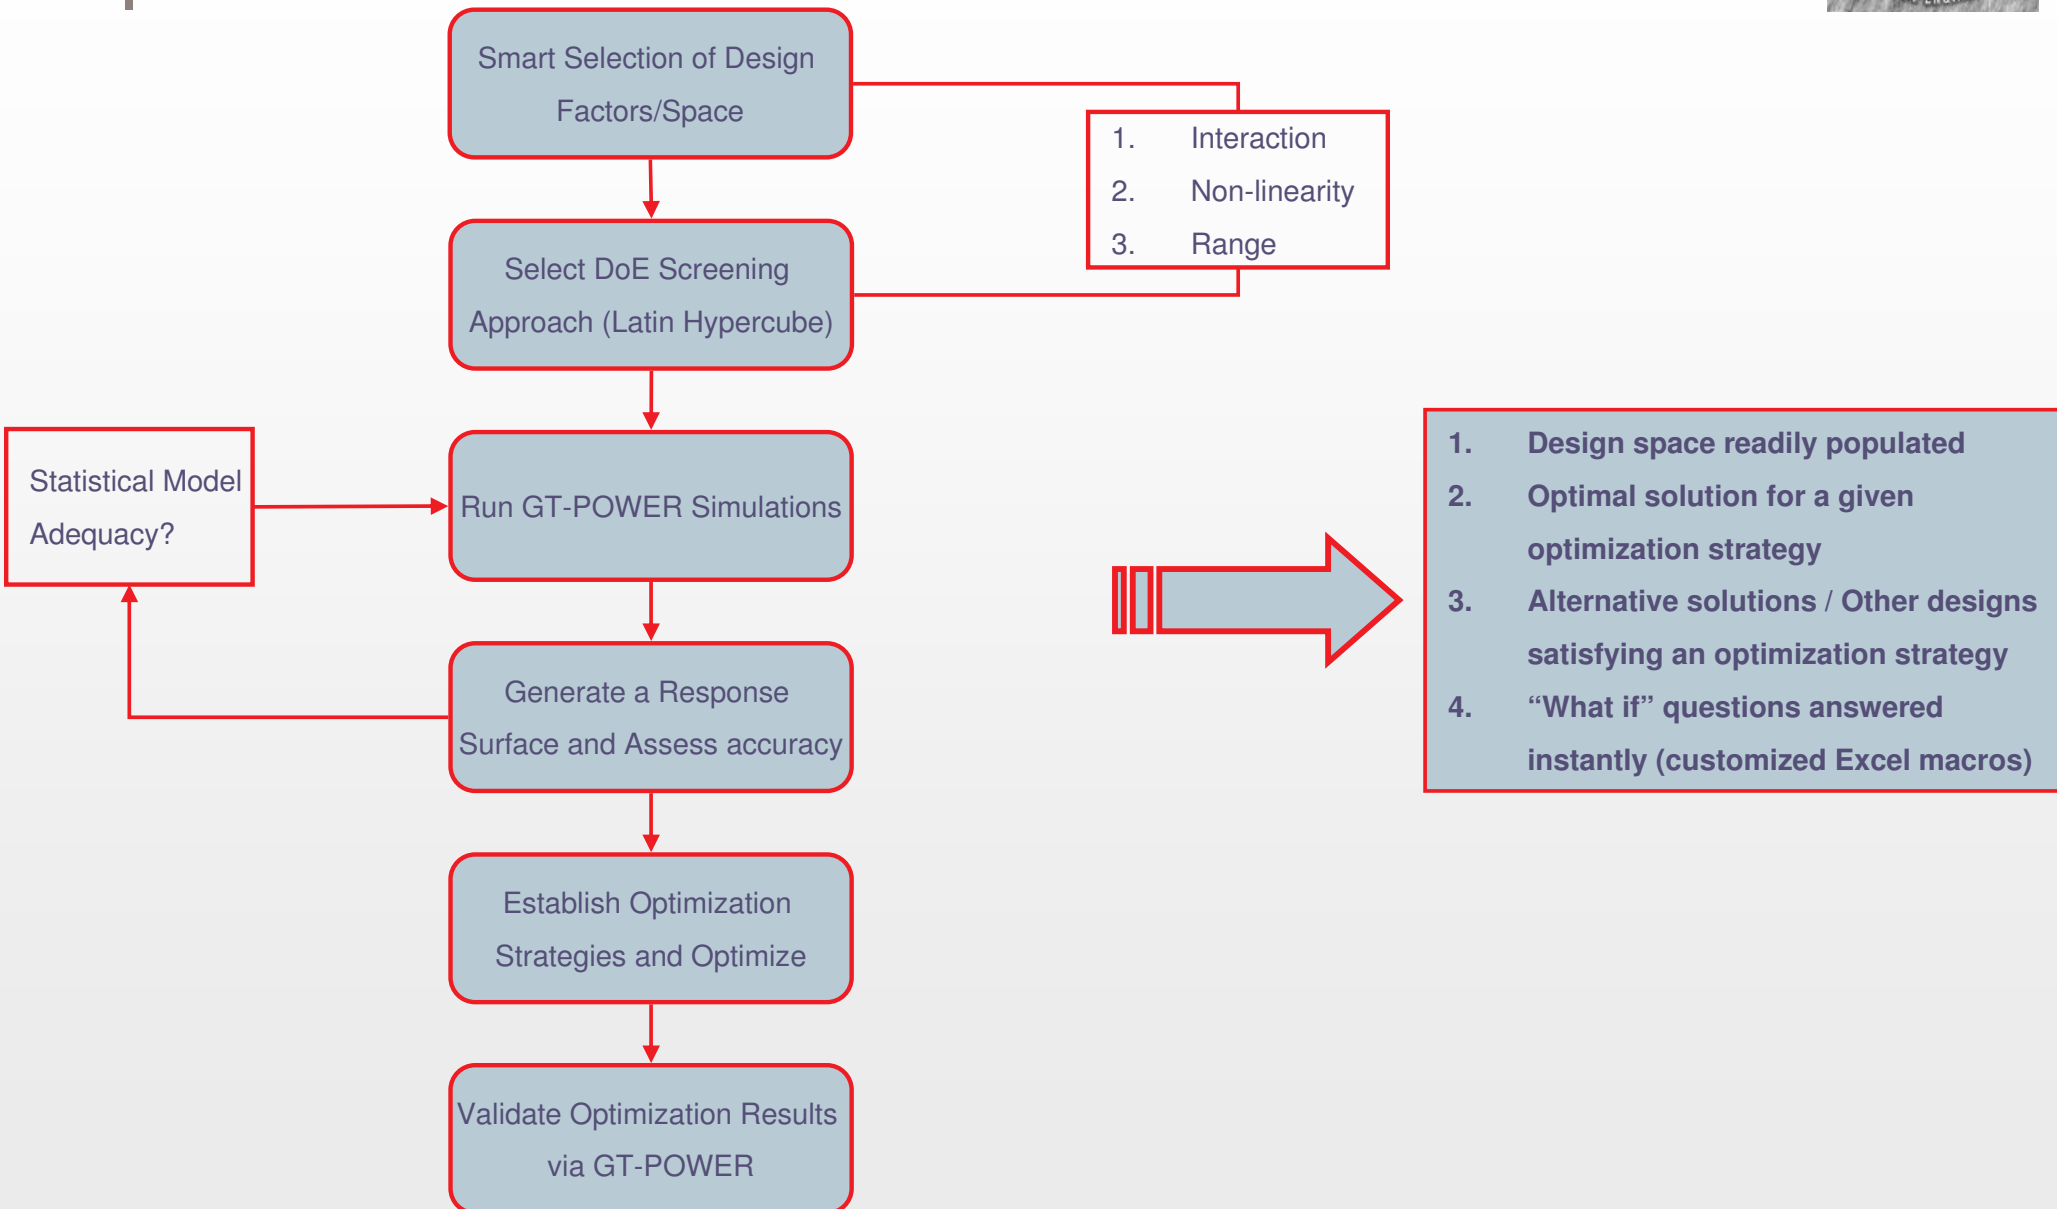 Smart Selection of Design
Factors/Space
1. Interaction
2. Non-linearity
3. Range
Select DoE Screening
Approach (Latin Hypercube)
Statistical Model
Adequacy?
Run GT-POWER Simulations
Generate a Response
Surface and Assess accuracy
Establish Optimization
Strategies and Optimize
Validate Optimization Results
via GT-POWER
1. Design space readily populated
2. Optimal solution for a given
optimization strategy
3. Alternative solutions / Other designs
satisfying an optimization strategy
4. “What if” questions answered
instantly (customized Excel macros)